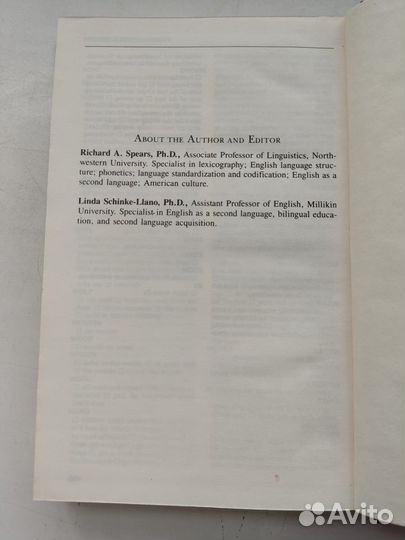 ABOUT THE AUTHOR AND EDITOR
Richard A. Spears, Ph.D., Associate Professor of Linguistics, North-
western University. Specialist in lexicography; English language struc-
ture; phonetics; language standardization and codification; English as a
second language; American culture.
Linda Schinke-Llano, Ph.D., Assistant Professor of English, Millikin
University. Specialist in English as a second language, bilingual educa-
tion, and second language acquisition.
Avito